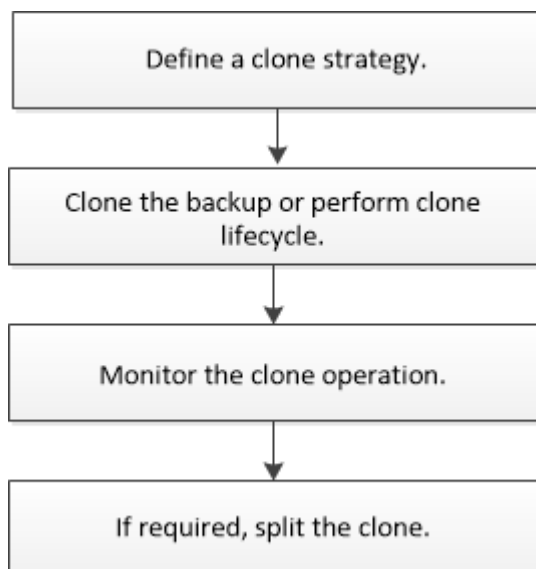 Define a clone strategy.
Clone the backup or perform clone
lifecycle.
Monitor the clone operation.
If required, split the clone.